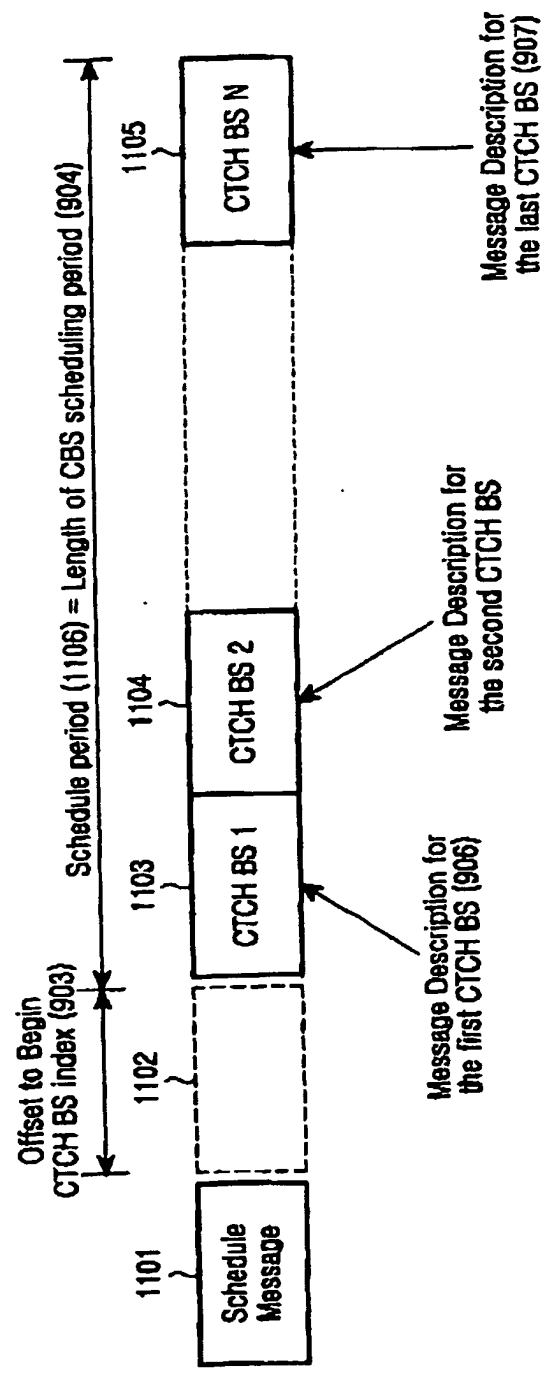 Offset to Begin
CTCH BS index (903)
Schedule period (1106) = Length of CBS scheduling period (904)
1101
1102
1103
1104
1105
Schedule
Message
CTCH BS 1
CTCH BS 2
CTCH BS N
Message Description for
the first CTCH BS (906)
Message Description for
the second CTCH BS
Message Description for
the last CTCH BS (907)